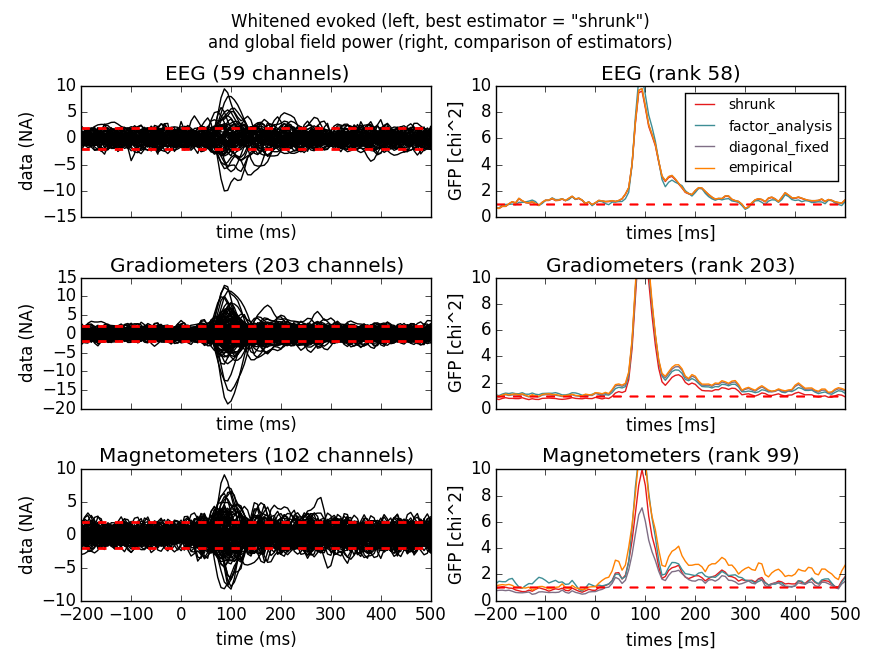 Whitened evoked (left, best estimator = "shrunk")
and global field power (right, comparison of estimators)
EEG (59 channels)
data (NA)
10
5
0
−5
−10
−15
time (ms)
EEG (rank 58)
GFP [chi^2]
10
8
6
4
2
0
shrunk
factor_analysis
diagonal_fixed
empirical
times [ms]
Gradiometers (203 channels)
data (NA)
15
10
5
0
−5
−10
−15
−20
time (ms)
Gradiometers (rank 203)
GFP [chi^2]
10
8
6
4
2
0
times [ms]
Magnetometers (102 channels)
data (NA)
10
5
0
−5
−10
−200 −100 0 100 200 300 400 500
time (ms)
Magnetometers (rank 99)
GFP [chi^2]
10
8
6
4
2
0
−200 −100 0 100 200 300 400 500
times [ms]